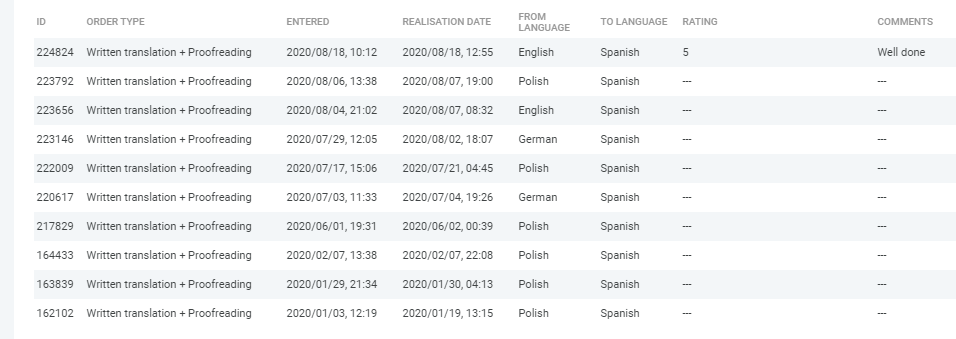 ID ORDER TYPE ENTERED REALISATION DATE FROM LANGUAGE TO LANGUAGE RATING COMMENTS
224824 Written translation + Proofreading 2020/08/18, 10:12 2020/08/18, 12:55 English Spanish 5 Well done
223792 Written translation + Proofreading 2020/08/06, 13:38 2020/08/07, 19:00 Polish Spanish --- ---
223656 Written translation + Proofreading 2020/08/04, 21:02 2020/08/07, 08:32 English Spanish --- ---
223146 Written translation + Proofreading 2020/07/29, 12:05 2020/08/02, 18:07 German Spanish --- ---
222009 Written translation + Proofreading 2020/07/17, 15:06 2020/07/21, 04:45 Polish Spanish --- ---
220617 Written translation + Proofreading 2020/07/03, 11:33 2020/07/04, 19:26 German Spanish --- ---
217829 Written translation + Proofreading 2020/06/01, 19:31 2020/06/02, 00:39 Polish Spanish --- ---
164433 Written translation + Proofreading 2020/02/07, 13:38 2020/02/07, 22:08 Polish Spanish --- ---
163839 Written translation + Proofreading 2020/01/29, 21:34 2020/01/30, 04:13 Polish Spanish --- ---
162102 Written translation + Proofreading 2020/01/03, 12:19 2020/01/19, 13:15 Polish Spanish --- ---